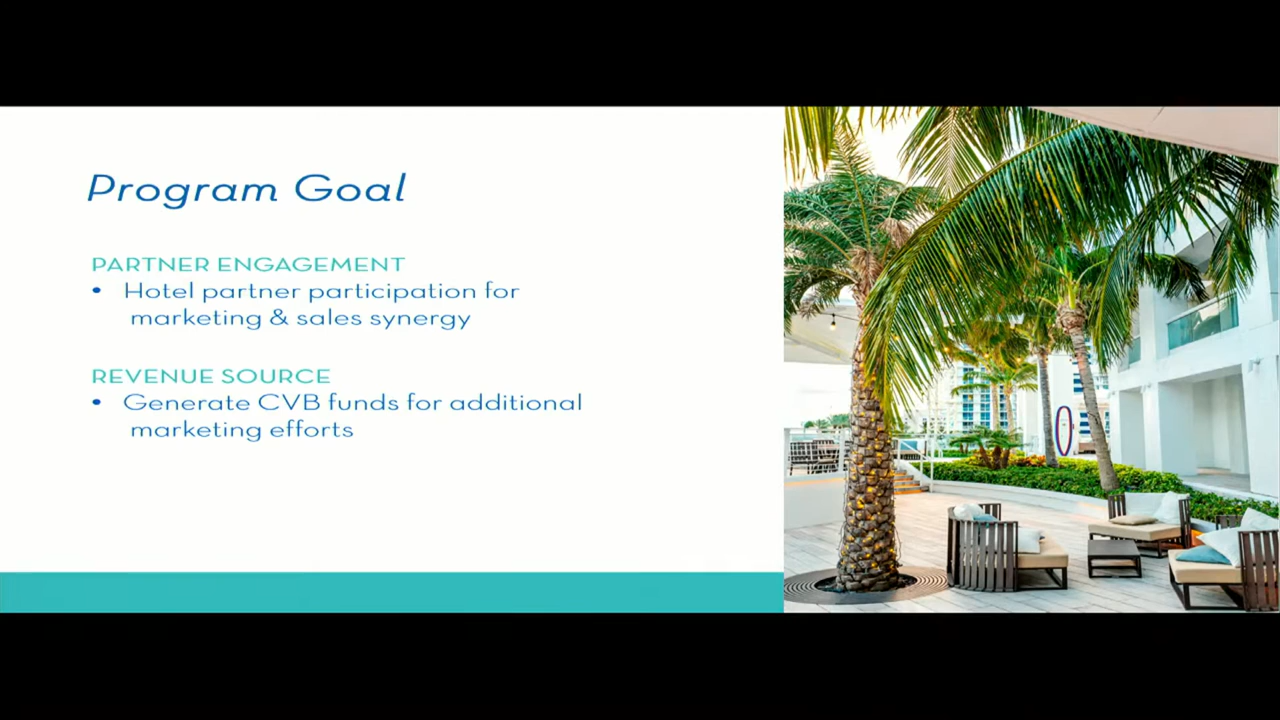 Program Goal
PARTNER ENGAGEMENT
• Hotel partner participation for
marketing & sales synergy
REVENUE SOURCE
• Generate CVB funds for additional
marketing efforts